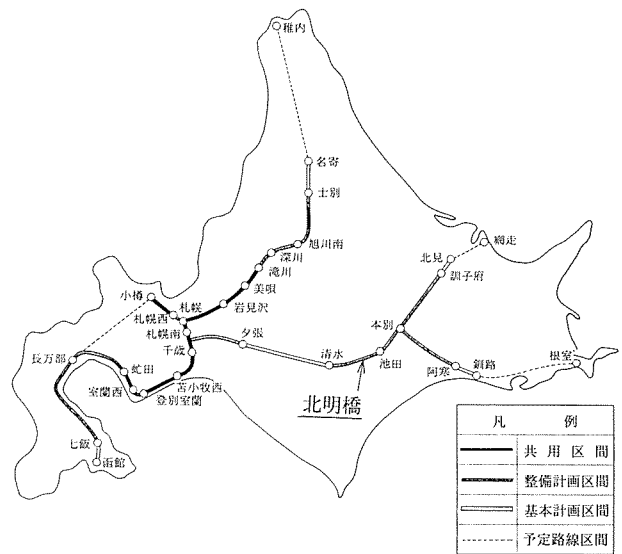 稚内
名寄
士別
旭川南
深川
滝川
美唄
岩見沢
小樽
札幌
札幌西
札幌南
千歳
夕張
清水
池田
本別
北見
訓子府
網走
阿寒
釧路
根室
長万部
虻田
室蘭西
登別室蘭
苫小牧西
七飯
函館
北明橋
凡例
共用区間
整備計画区間
基本計画区間
予定路線区間